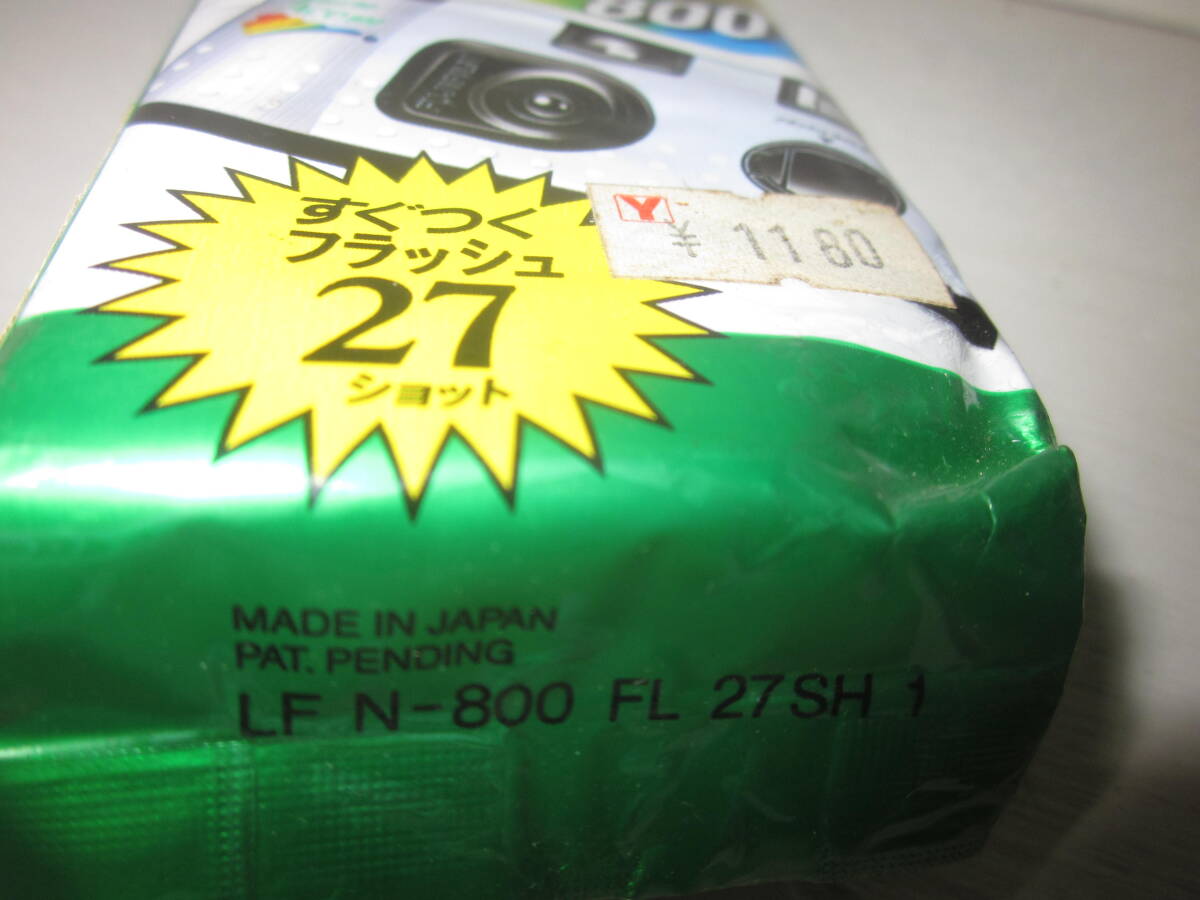 800
すぐつく
フラッシュ
27
ショット
Y
¥ 1180
MADE IN JAPAN
PAT. PENDING
LF N-800 FL 27SH 1